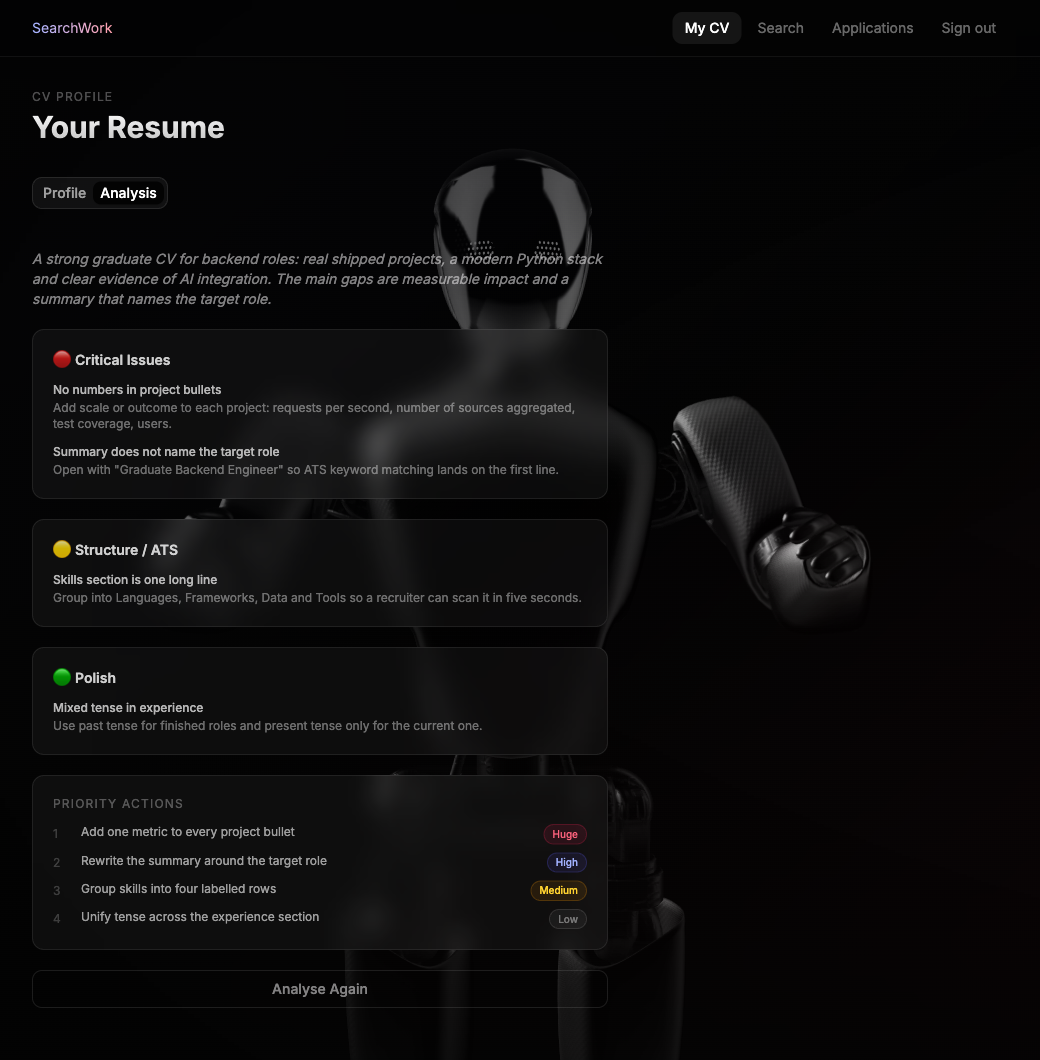 SearchWork
My CV
Search
Applications
Sign out
CV PROFILE
Your Resume
Profile
Analysis
A strong graduate CV for backend roles: real shipped projects, a modern Python stack
and clear evidence of AI integration. The main gaps are measurable impact and a
summary that names the target role.
Critical Issues
No numbers in project bullets
Add scale or outcome to each project: requests per second, number of sources aggregated,
test coverage, users.
Summary does not name the target role
Open with "Graduate Backend Engineer" so ATS keyword matching lands on the first line.
Structure / ATS
Skills section is one long line
Group into Languages, Frameworks, Data and Tools so a recruiter can scan it in five seconds.
Polish
Mixed tense in experience
Use past tense for finished roles and present tense only for the current one.
PRIORITY ACTIONS
1 Add one metric to every project bullet Huge
2 Rewrite the summary around the target role High
3 Group skills into four labelled rows Medium
4 Unify tense across the experience section Low
Analyse Again